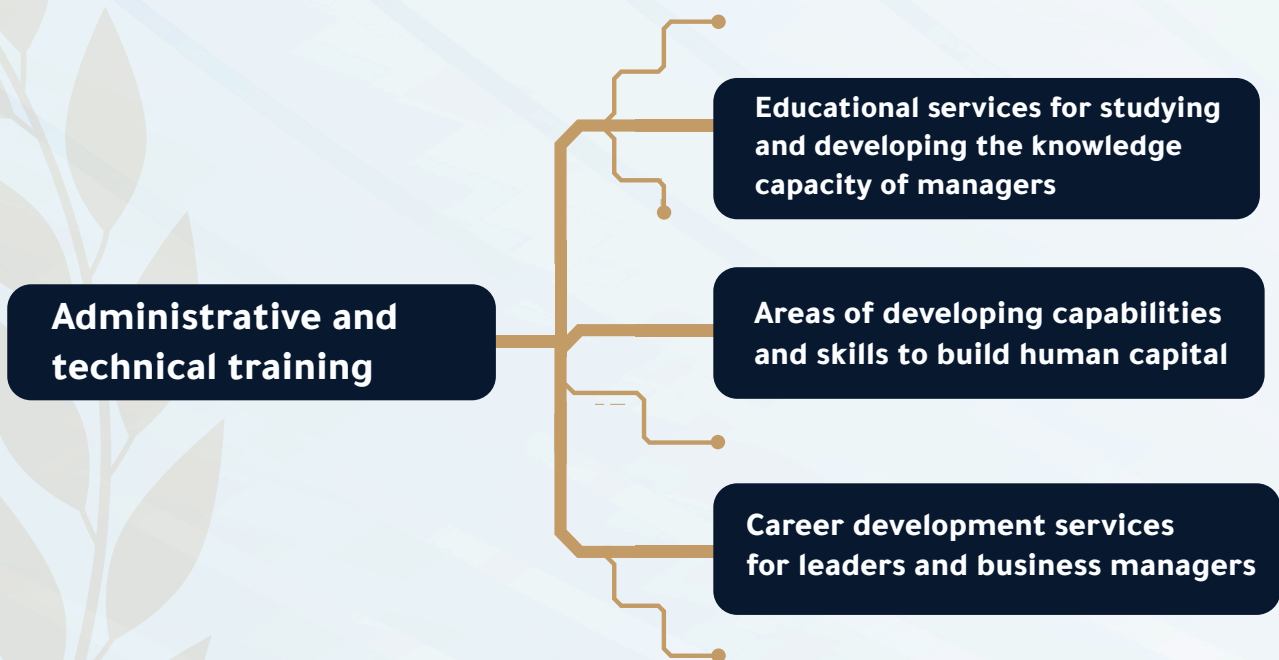 Educational services for studying
and developing the knowledge
capacity of managers
Administrative and
technical training
Areas of developing capabilities
and skills to build human capital
Career development services
for leaders and business managers